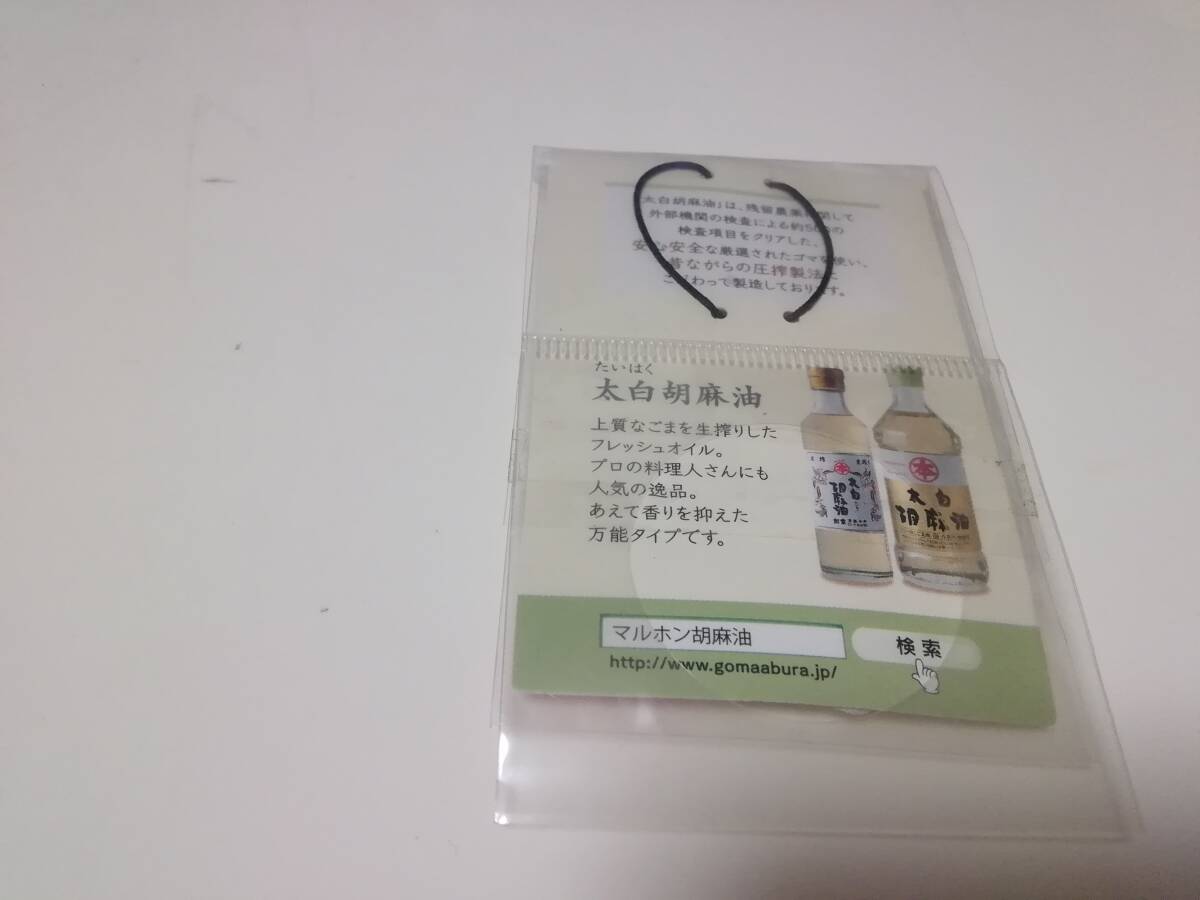 太白胡麻油」は、残留農薬に関して
外部機関の検査による約500の
検査項目をクリアした、
安心安全な厳選されたゴマを使い、
昔ながらの圧搾製法に
こだわって製造しております。
たいはく
太白胡麻油
上質なごまを生搾りした
フレッシュオイル。
プロの料理人さんにも
人気の逸品。
あえて香りを抑えた
万能タイプです。
本
太白
胡麻油
本
太白
胡麻油
マルホン胡麻油
検索
http://www.gomaabura.jp/